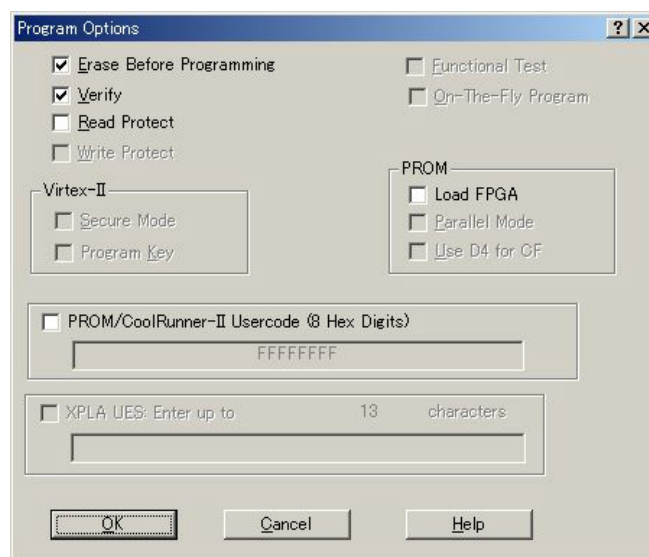 Program Options
Erase Before Programming
Verify
Read Protect
Write Protect
Functional Test
On-The-Fly Program
Virtex-II
Secure Mode
Program Key
PROM
Load FPGA
Parallel Mode
Use D4 for CF
PROM/CoolRunner-II Usercode (8 Hex Digits)
FFFFFFFF
XPLA UES: Enter up to 13 characters
OK Cancel Help